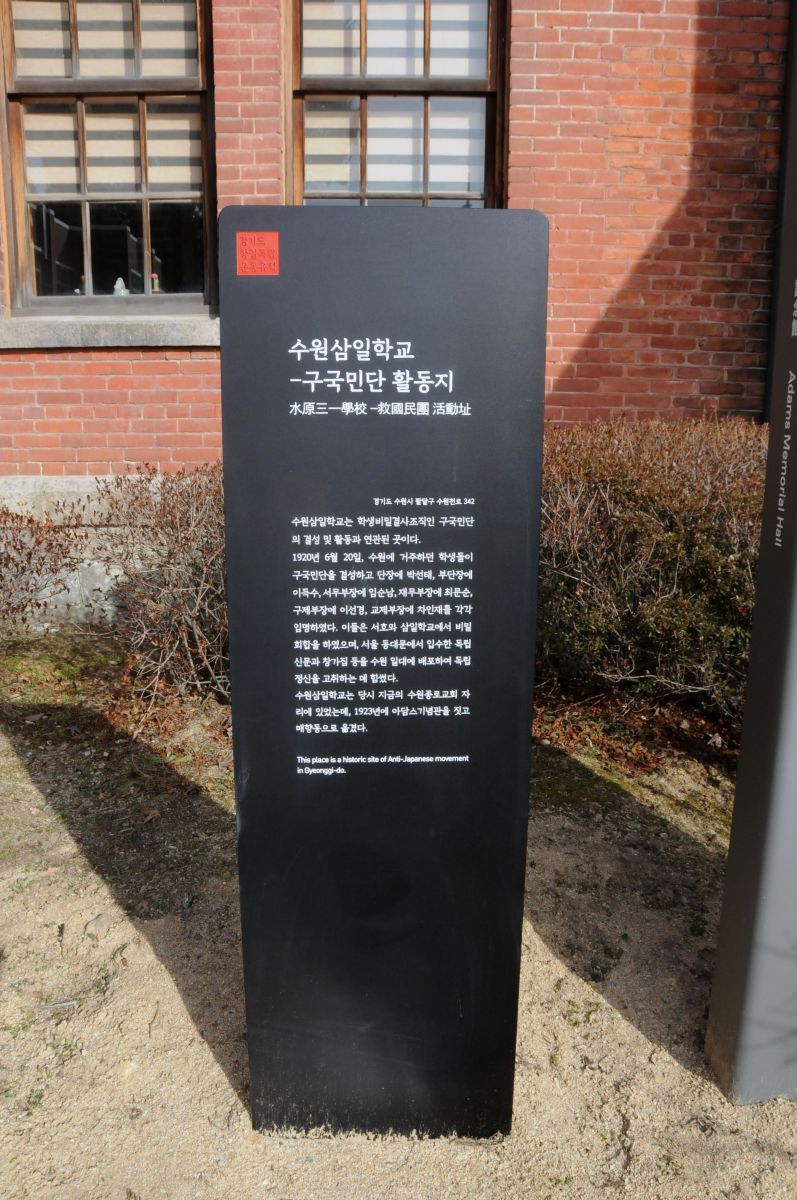 경기도
항일독립
운동유적
수원삼일학교
-구국민단 활동지
水原三一學校 -救國民團 活動址
경기도 수원시 팔달구 수원천로 342
수원삼일학교는 학생비밀결사조직인 구국민단
의 결성 및 활동과 연관된 곳이다.
1920년 6월 20일, 수원에 거주하던 학생들이
구국민단을 결성하고 단장에 박선태, 부단장에
이득수, 서무부장에 임순남, 재무부장에 최문순,
구제부장에 이선경, 교제부장에 차인재를 각각
임명하였다. 이들은 서호와 삼일학교에서 비밀
회합을 하였으며, 서울 동대문에서 입수한 독립
신문과 창가집 등을 수원 일대에 배포하여 독립
정신을 고취하는 데 힘썼다.
수원삼일학교는 당시 지금의 수원종로교회 자
리에 있었는데, 1923년에 아담스기념관을 짓고
매향동으로 옮겼다.
This place is a historic site of Anti-Japanese movement
in Gyeonggi-do.
Adams Memorial Hall